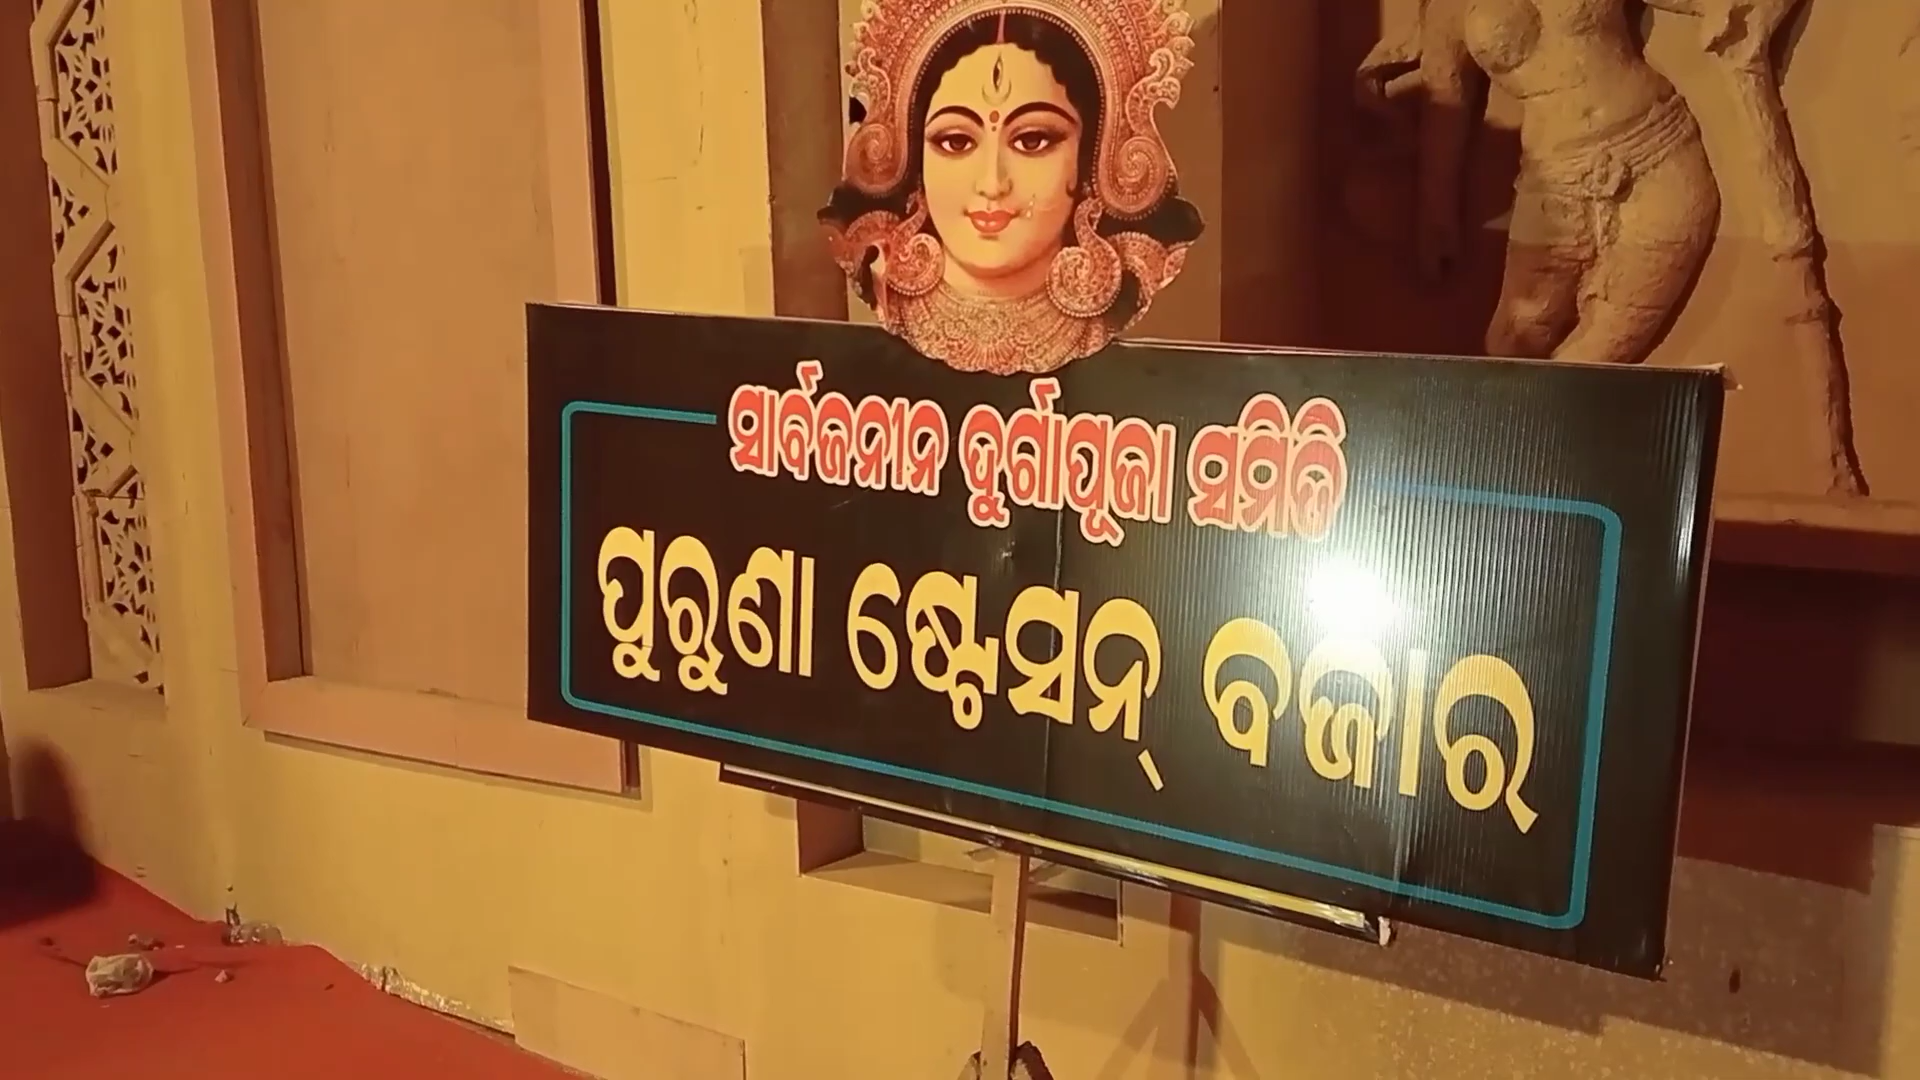 ସାର୍ବଜନୀନ ଦୁର୍ଗାପୂଜା ସମିତି
ପୁରୁଣା ଷ୍ଟେସନ୍ ବଜାର